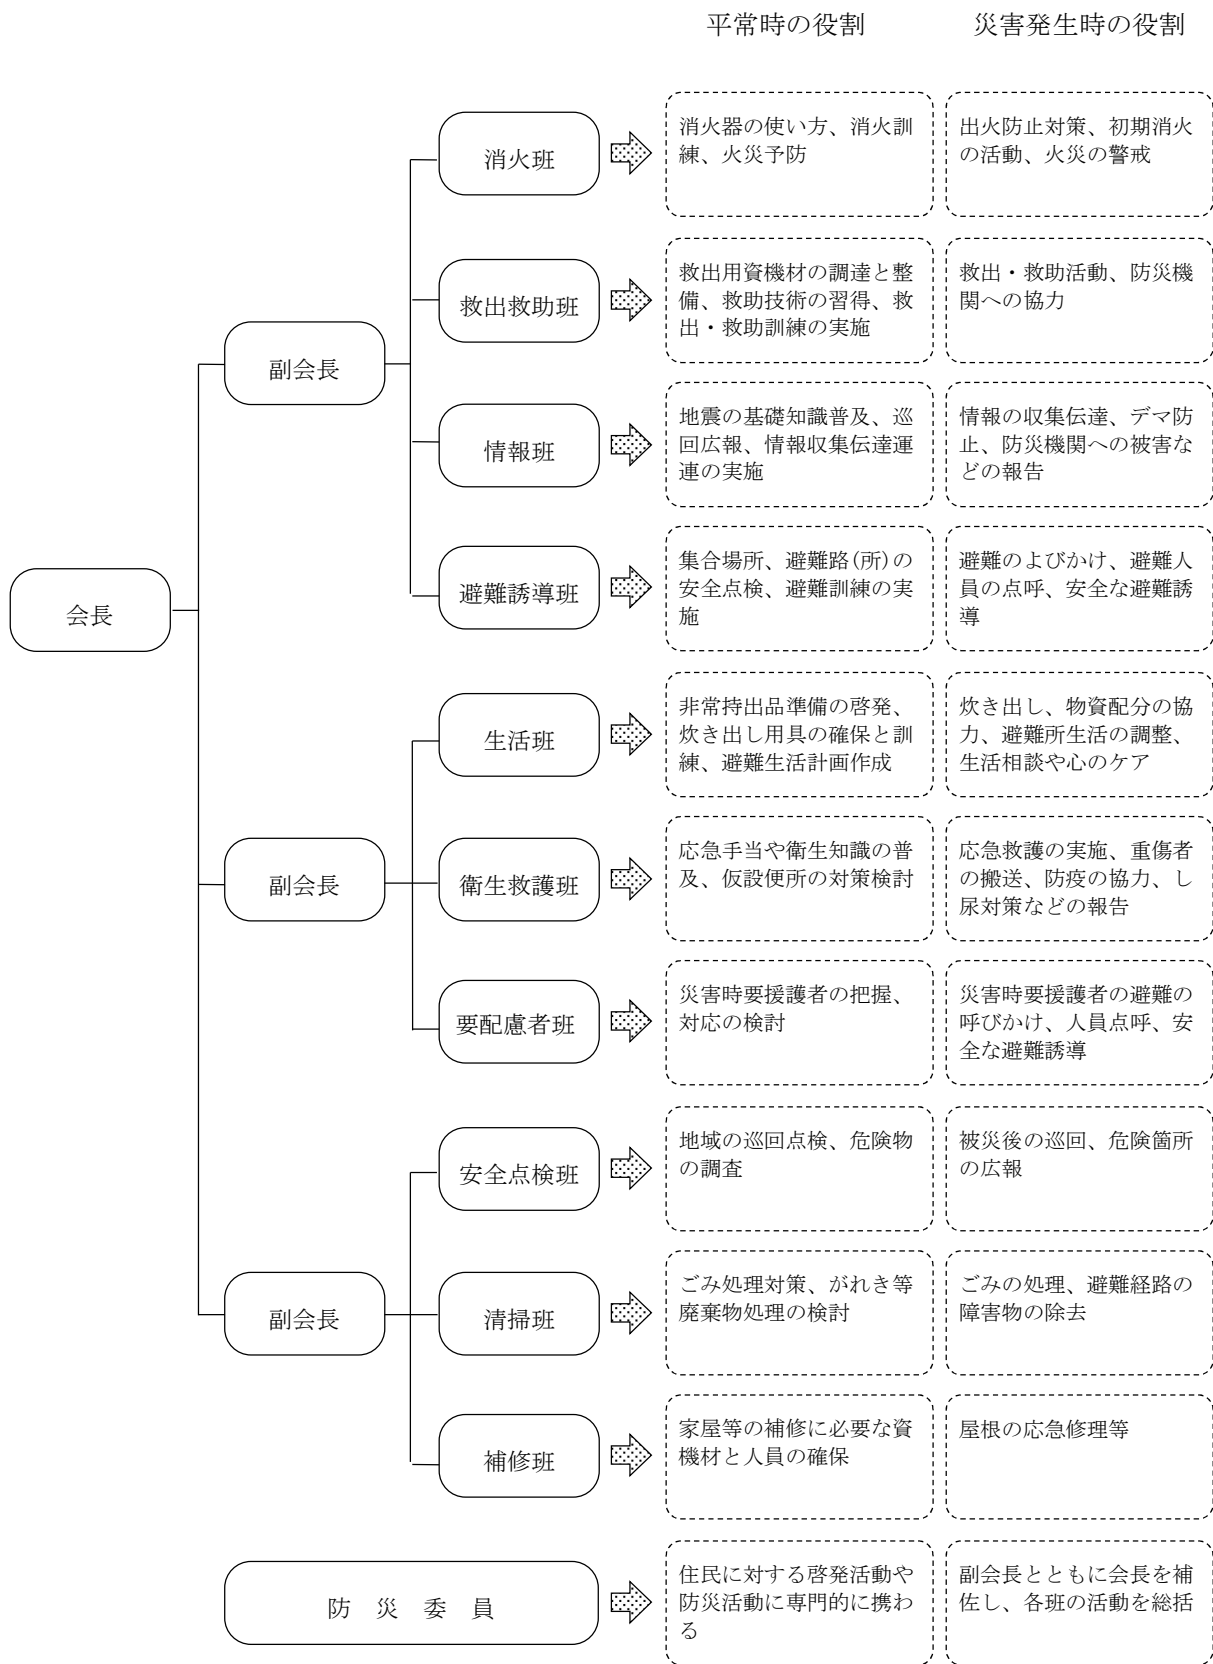 平常時の役割
災害発生時の役割
消火班
消火器の使い方、消火訓
練、火災予防
出火防止対策、初期消火
の活動、火災の警戒
救出救助班
救出用資機材の調達と整
備、救助技術の習得、救
出・救助訓練の実施
救出・救助活動、防災機
関への協力
副会長
情報班
地震の基礎知識普及、巡
回広報、情報収集伝達運
連の実施
情報の収集伝達、デマ防
止、防災機関への被害な
どの報告
避難誘導班
集合場所、避難路(所)の
安全点検、避難訓練の実
施
避難のよびかけ、避難人
員の点呼、安全な避難誘
導
会長
生活班
非常持出品準備の啓発、
炊き出し用具の確保と訓
練、避難生活計画作成
炊き出し、物資配分の協
力、避難所生活の調整、
生活相談や心のケア
副会長
衛生救護班
応急手当や衛生知識の普
及、仮設便所の対策検討
応急救護の実施、重傷者
の搬送、防疫の協力、し
尿対策などの報告
要配慮者班
災害時要援護者の把握、
対応の検討
災害時要援護者の避難の
呼びかけ、人員点呼、安
全な避難誘導
安全点検班
地域の巡回点検、危険物
の調査
被災後の巡回、危険箇所
の広報
副会長
清掃班
ごみ処理対策、がれき等
廃棄物処理の検討
ごみの処理、避難経路の
障害物の除去
補修班
家屋等の補修に必要な資
機材と人員の確保
屋根の応急修理等
防災委員
住民に対する啓発活動や
防災活動に専門的に携わ
る
副会長とともに会長を補
佐し、各班の活動を総括